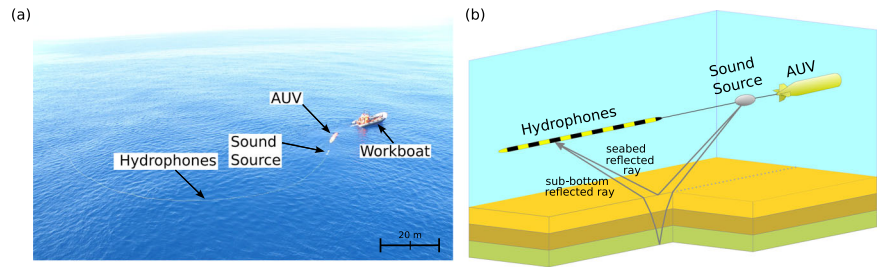 (a)
AUV
Sound
Source
Hydrophones
Workboat
20 m
(b)
Sound
Source
AUV
Hydrophones
seabed
reflected
ray
sub-bottom
reflected ray